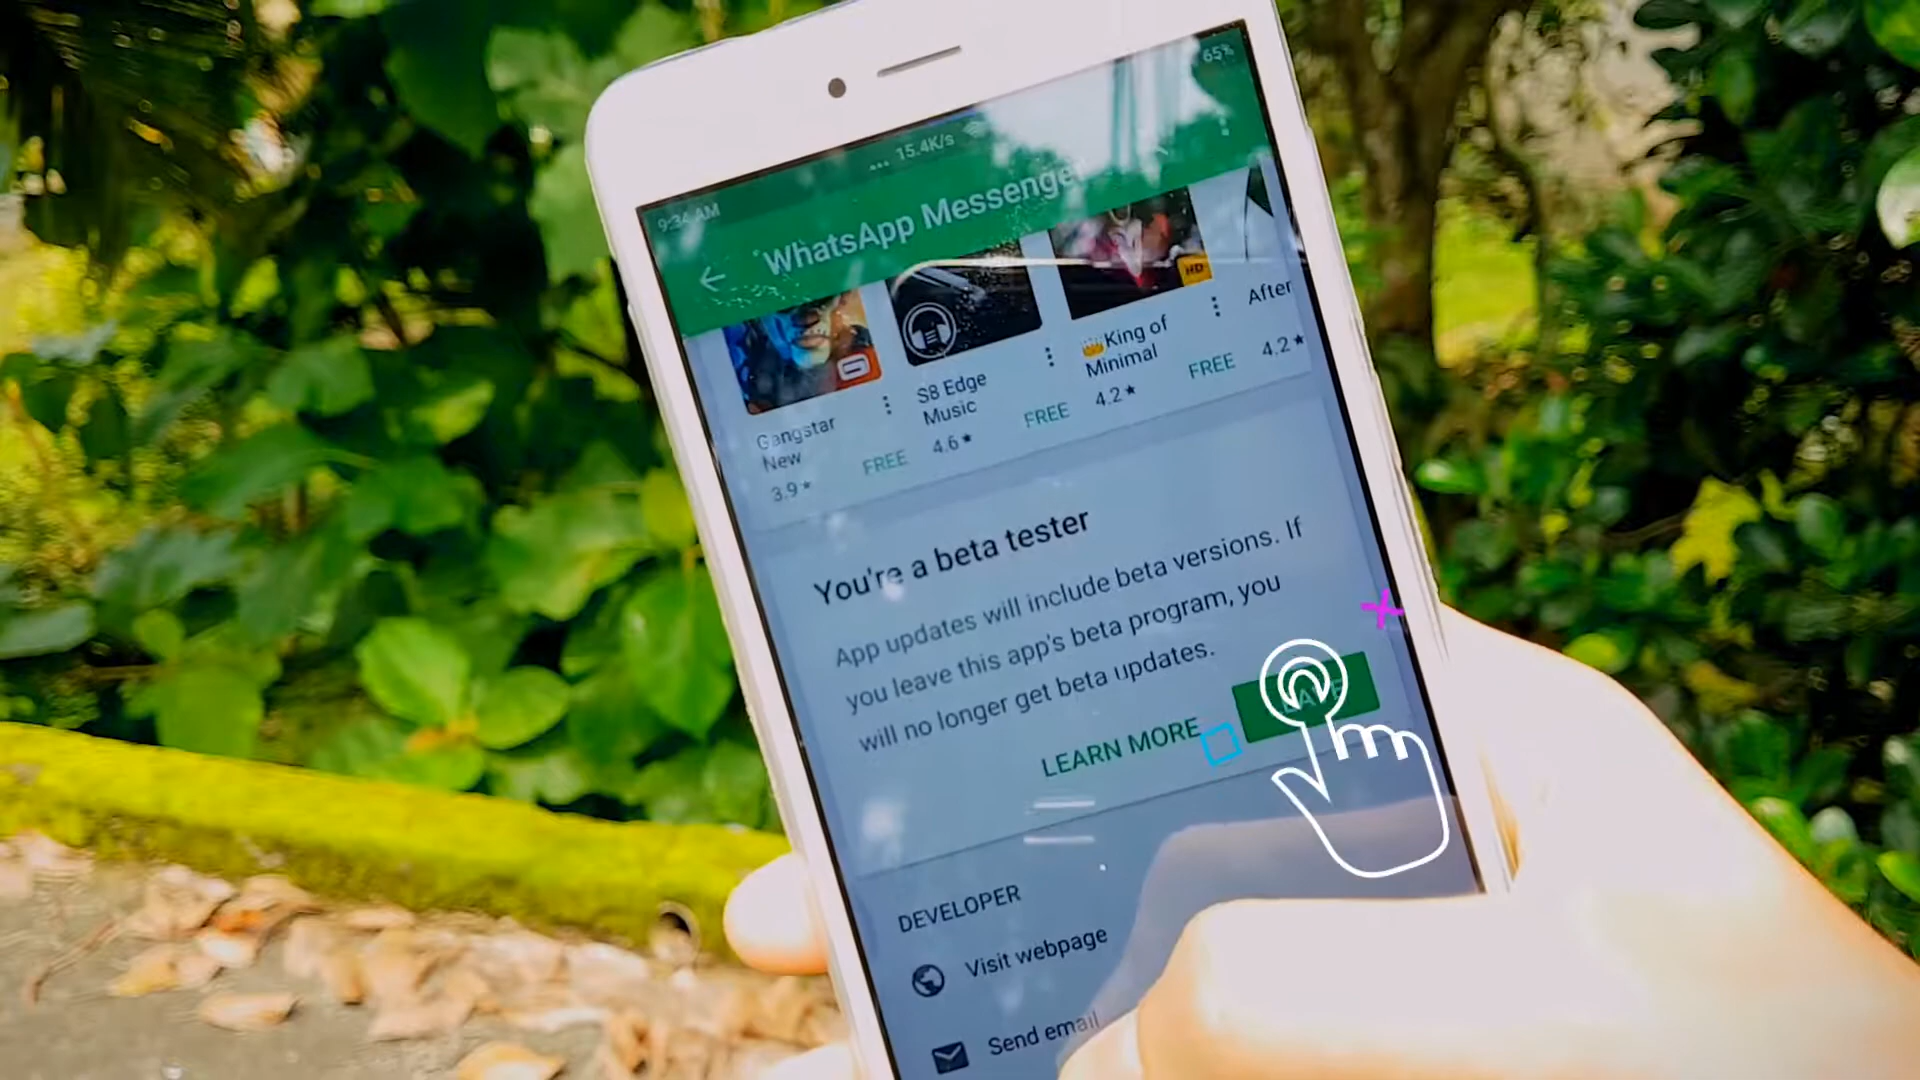 9:34 AM
... 15.4K/s
65%
WhatsApp Messenger
Gangstar
New
3.9★
FREE
S8 Edge
Music
4.6★
FREE
HD
👑King of
Minimal
4.2★
FREE
After
4.2★
You're a beta tester
App updates will include beta versions. If
you leave this app's beta program, you
will no longer get beta updates.
LEARN MORE
DEVELOPER
Visit webpage
Send email